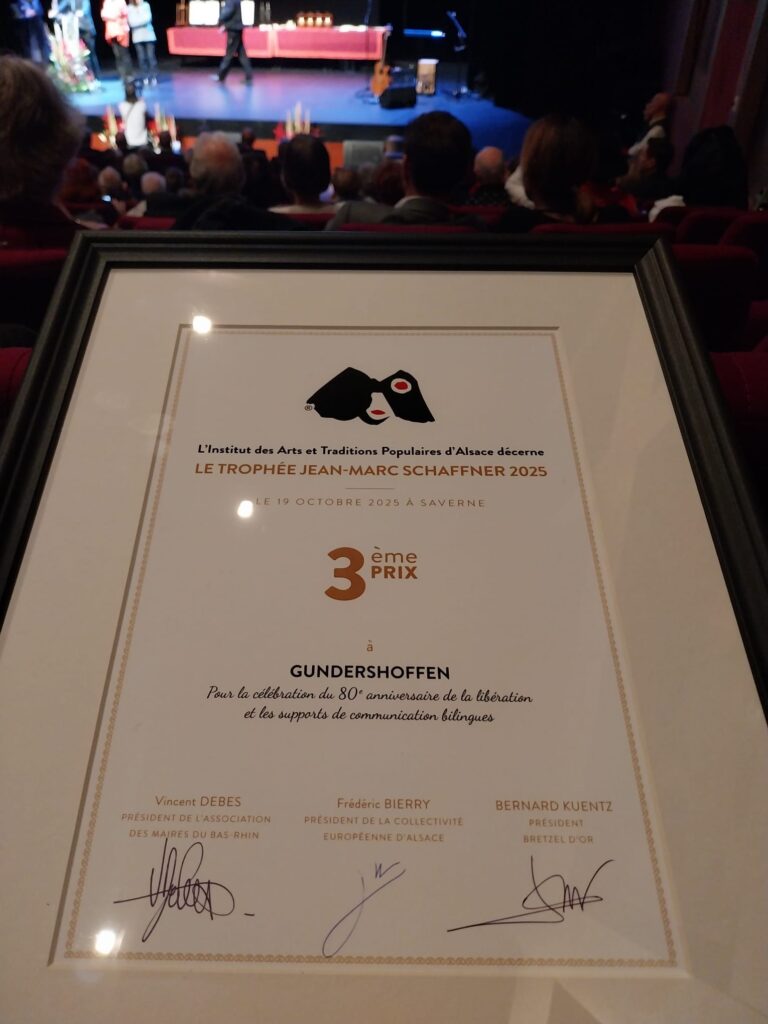 ®
L'Institut des Arts et Traditions Populaires d'Alsace décerne
LE TROPHÉE JEAN-MARC SCHAFFNER 2025
LE 19 OCTOBRE 2025 À SAVERNE
3ème
PRIX
à
GUNDERSHOFFEN
Pour la célébration du 80e anniversaire de la libération
et les supports de communication bilingues
Vincent DEBES
PRÉSIDENT DE L'ASSOCIATION
DES MAIRES DU BAS-RHIN
Frédéric BIERRY
PRÉSIDENT DE LA COLLECTIVITÉ
EUROPÉENNE D'ALSACE
BERNARD KUENTZ
PRÉSIDENT
BRETZEL D'OR